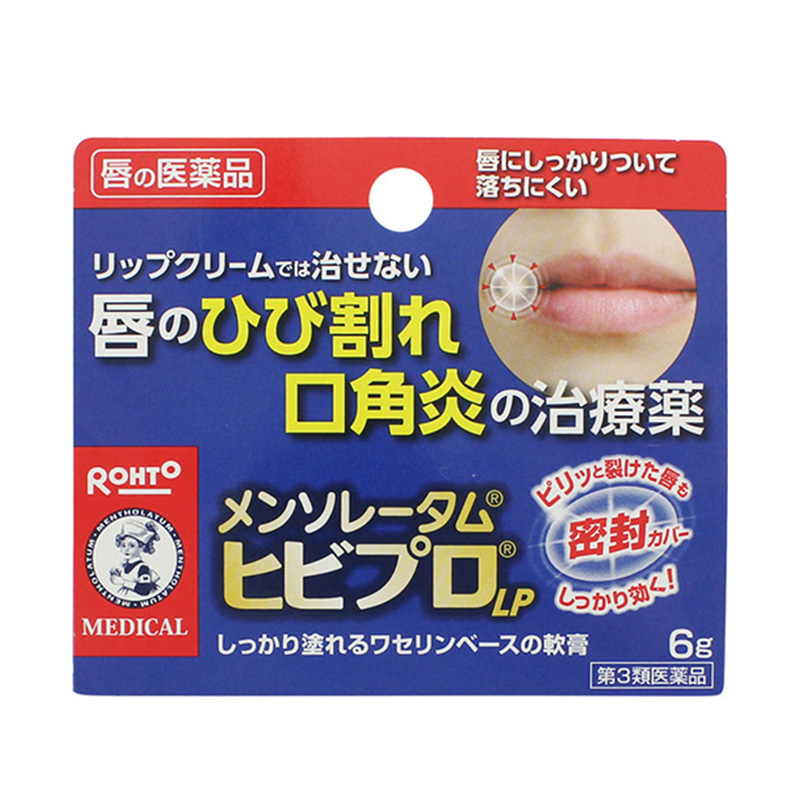 唇の医薬品
唇にしっかりついて
落ちにくい
リップクリームでは治せない
唇のひび割れ
口角炎の治療薬
ROHTO
MENTHOLATUM・MENTHOLATUM・MENTHOLATUM
MEDICAL
メンソレータム®
ヒビプロ®LP
ピリッと裂けた唇も
密封カバー
しっかり効く!
しっかり塗れるワセリンベースの軟膏
6g
第3類医薬品